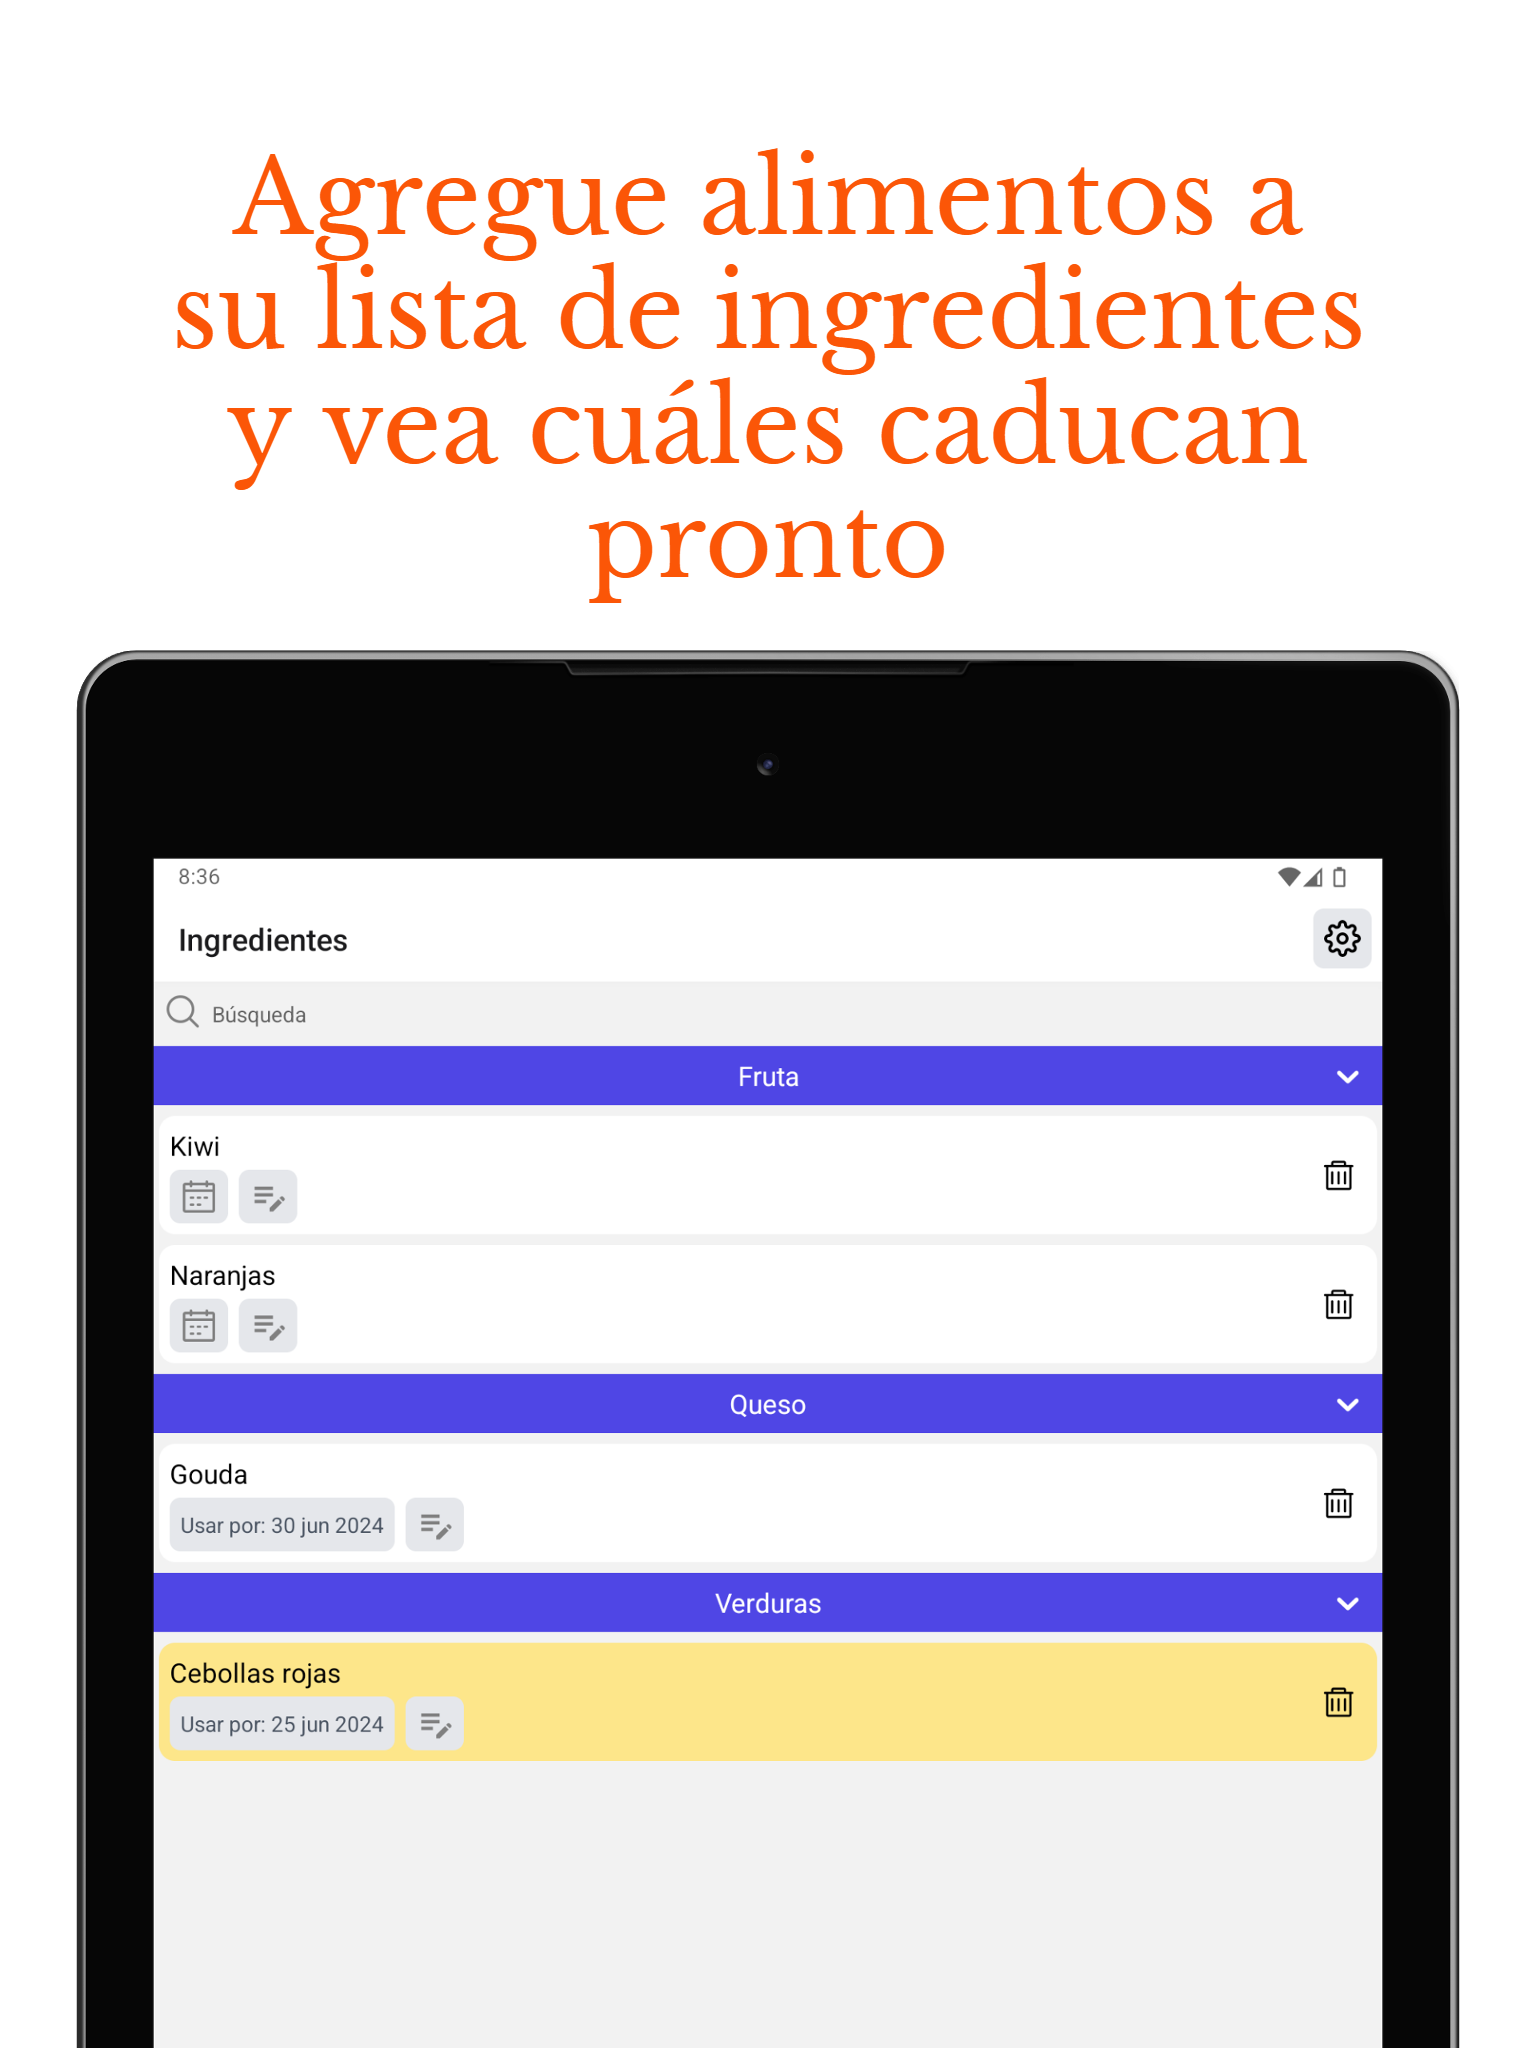 Agregue alimentos a
su lista de ingredientes
y vea cuáles caducan
pronto
8:36
Ingredientes
Búsqueda
Fruta
Kiwi
Naranjas
Queso
Gouda
Usar por: 30 jun 2024
Verduras
Cebollas rojas
Usar por: 25 jun 2024